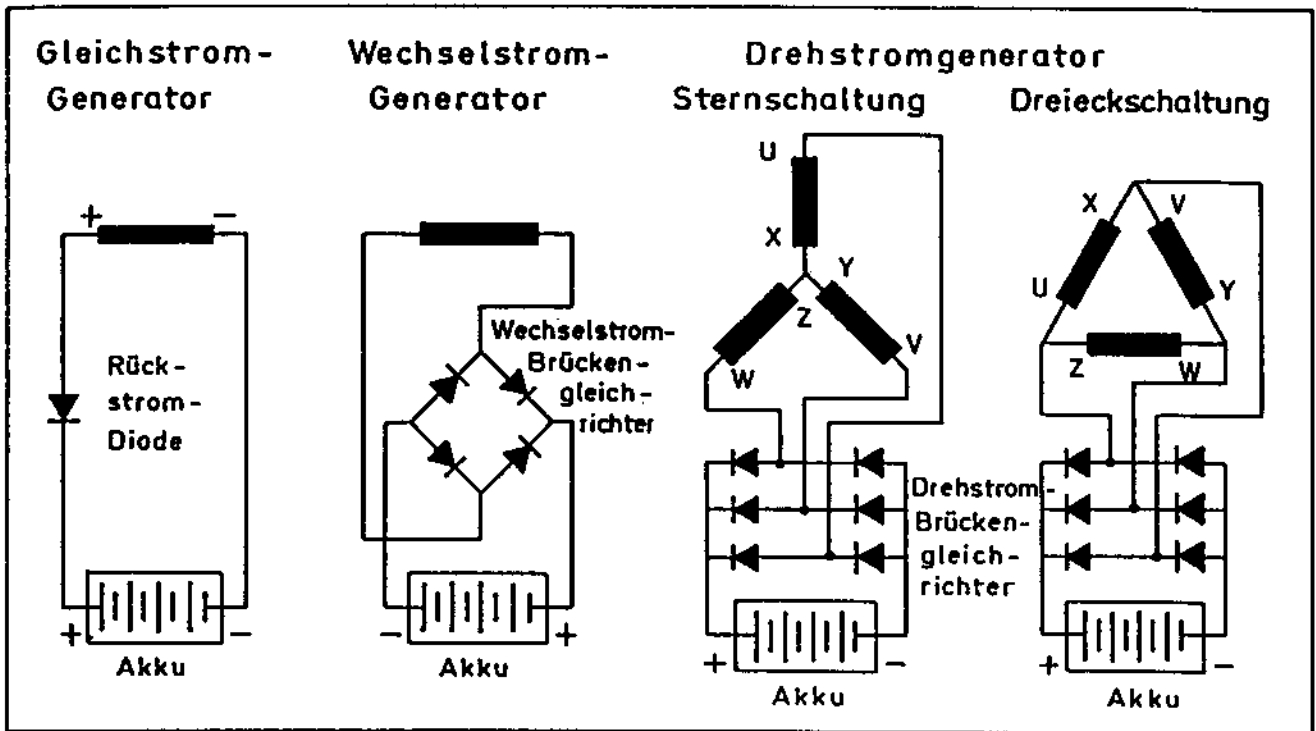 Gleichstrom-
Generator
+
-
Rück-
strom-
Diode
+
-
Akku
Wechselstrom-
Generator
Wechselstrom-
Brücken-
gleich-
richter
-
+
Akku
Drehstromgenerator
Sternschaltung
U
X
Y
Z
V
W
Drehstrom-
Brücken-
gleich-
richter
+
-
Akku
Dreieckschaltung
X
V
U
Y
Z
W
+
-
Akku